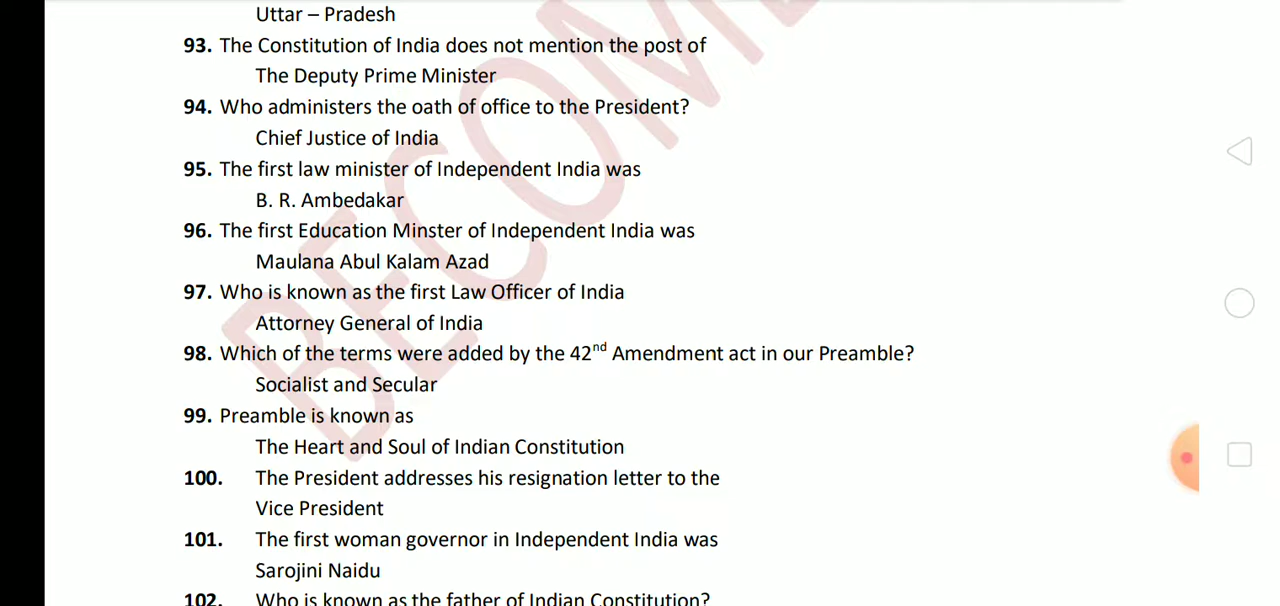 Uttar – Pradesh
93. The Constitution of India does not mention the post of
The Deputy Prime Minister
94. Who administers the oath of office to the President?
Chief Justice of India
95. The first law minister of Independent India was
B. R. Ambedakar
96. The first Education Minster of Independent India was
Maulana Abul Kalam Azad
97. Who is known as the first Law Officer of India
Attorney General of India
98. Which of the terms were added by the 42nd Amendment act in our Preamble?
Socialist and Secular
99. Preamble is known as
The Heart and Soul of Indian Constitution
100. The President addresses his resignation letter to the
Vice President
101. The first woman governor in Independent India was
Sarojini Naidu
102. Who is known as the father of Indian Constitution?